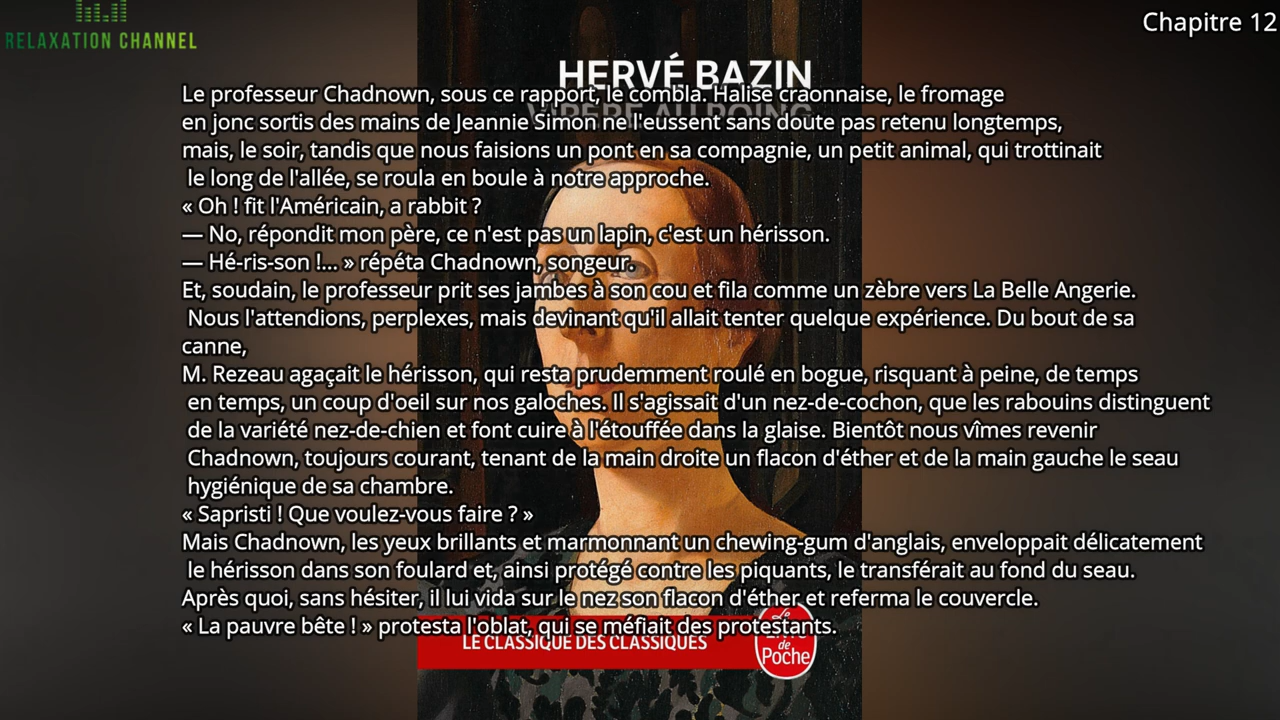 RELAXATION CHANNEL
Chapitre 12
HERVÉ BAZIN
VIPÈRE AU POING
Le professeur Chadnown, sous ce rapport, le combla. Halise craonnaise, le fromage
en jonc sortis des mains de Jeannie Simon ne l'eussent sans doute pas retenu longtemps,
mais, le soir, tandis que nous faisions un pont en sa compagnie, un petit animal, qui trottinait
le long de l'allée, se roula en boule à notre approche.
« Oh ! fit l'Américain, a rabbit ?
— No, répondit mon père, ce n'est pas un lapin, c'est un hérisson.
— Hé-ris-son !... » répéta Chadnown, songeur.
Et, soudain, le professeur prit ses jambes à son cou et fila comme un zèbre vers La Belle Angerie.
Nous l'attendions, perplexes, mais devinant qu'il allait tenter quelque expérience. Du bout de sa
canne,
M. Rezeau agaçait le hérisson, qui resta prudemment roulé en bogue, risquant à peine, de temps
en temps, un coup d'oeil sur nos galoches. Il s'agissait d'un nez-de-cochon, que les rabouins distinguent
de la variété nez-de-chien et font cuire à l'étouffée dans la glaise. Bientôt nous vîmes revenir
Chadnown, toujours courant, tenant de la main droite un flacon d'éther et de la main gauche le seau
hygiénique de sa chambre.
« Sapristi ! Que voulez-vous faire ? »
Mais Chadnown, les yeux brillants et marmonnant un chewing-gum d'anglais, enveloppait délicatement
le hérisson dans son foulard et, ainsi protégé contre les piquants, le transférait au fond du seau.
Après quoi, sans hésiter, il lui vida sur le nez son flacon d'éther et referma le couvercle.
« La pauvre bête ! » protesta l'oblat, qui se méfiait des protestants.
LE CLASSIQUE DES CLASSIQUES
Le
de
Poche